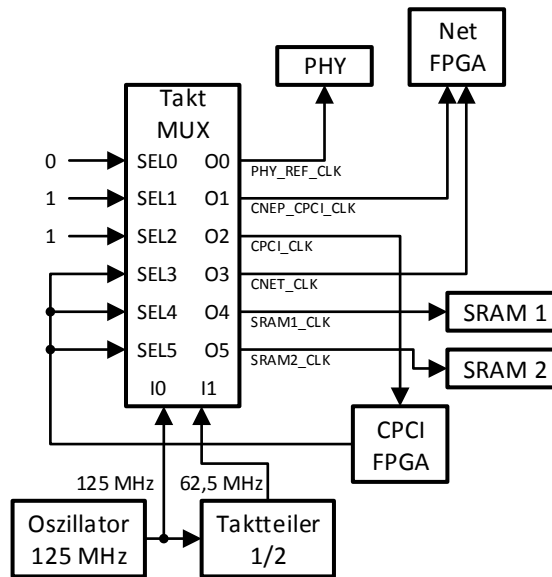 Net
FPGA
PHY
Takt
MUX
0 SEL0 O0
PHY_REF_CLK
1 SEL1 O1
CNEP_CPCI_CLK
1 SEL2 O2
CPCI_CLK
SEL3 O3
CNET_CLK
SEL4 O4
SRAM1_CLK
SRAM 1
SEL5 O5
SRAM2_CLK
SRAM 2
I0 I1
CPCI
FPGA
125 MHz
62,5 MHz
Oszillator
125 MHz
Taktteiler
1/2